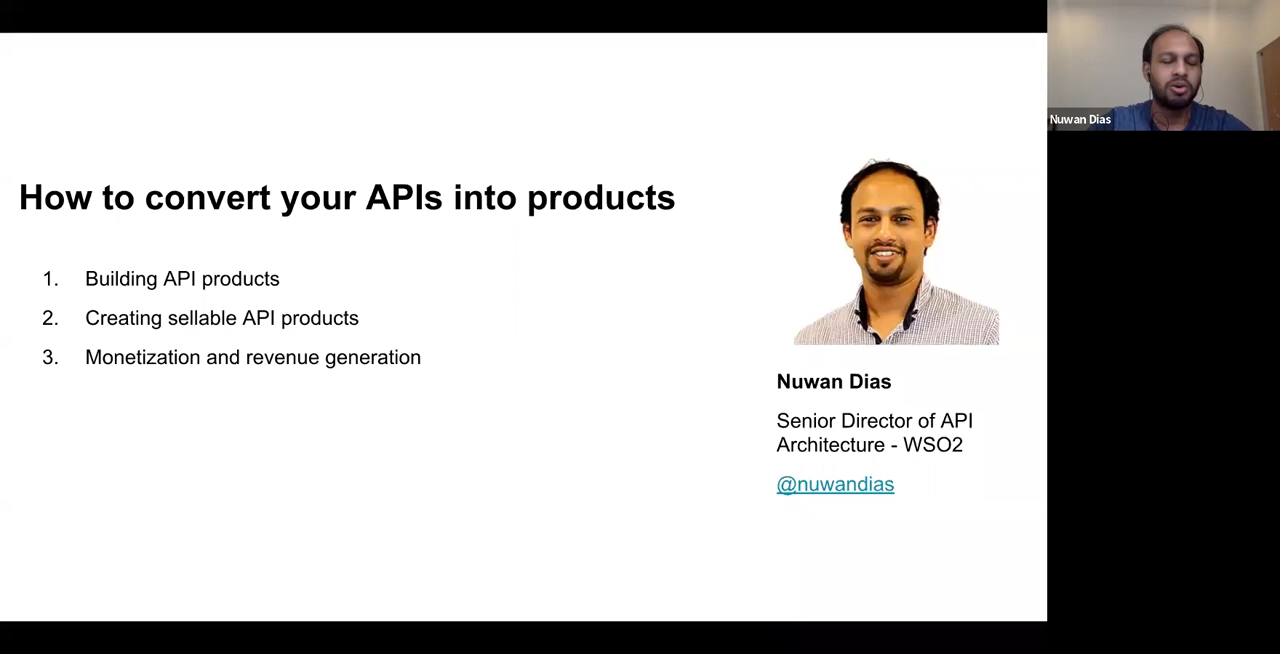 How to convert your APIs into products
1. Building API products
2. Creating sellable API products
3. Monetization and revenue generation
Nuwan Dias
Senior Director of API
Architecture - WSO2
@nuwandias
Nuwan Dias